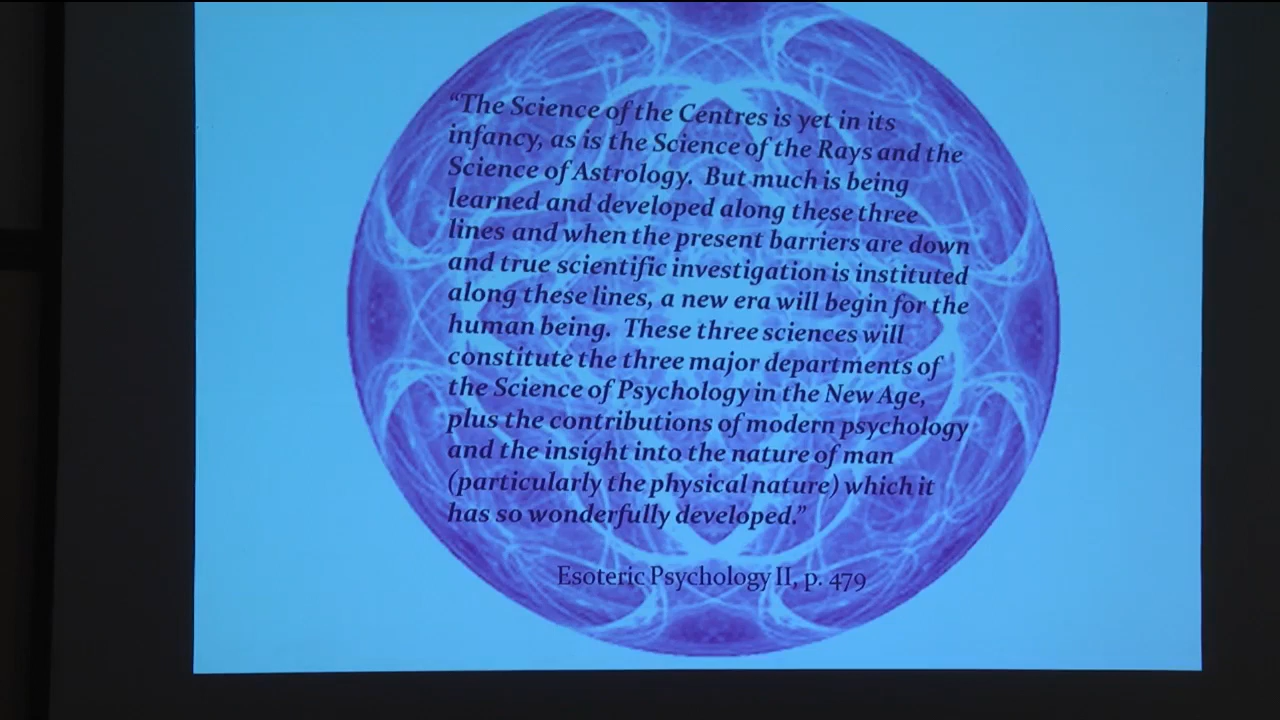 “The Science of the Centres is yet in its
infancy, as is the Science of the Rays and the
Science of Astrology.  But much is being
learned and developed along these three
lines and when the present barriers are down
and true scientific investigation is instituted
along these lines, a new era will begin for the
human being.  These three sciences will
constitute the three major departments of
the Science of Psychology in the New Age,
plus the contributions of modern psychology
and the insight into the nature of man
(particularly the physical nature) which it
has so wonderfully developed.”
Esoteric Psychology II, p. 479